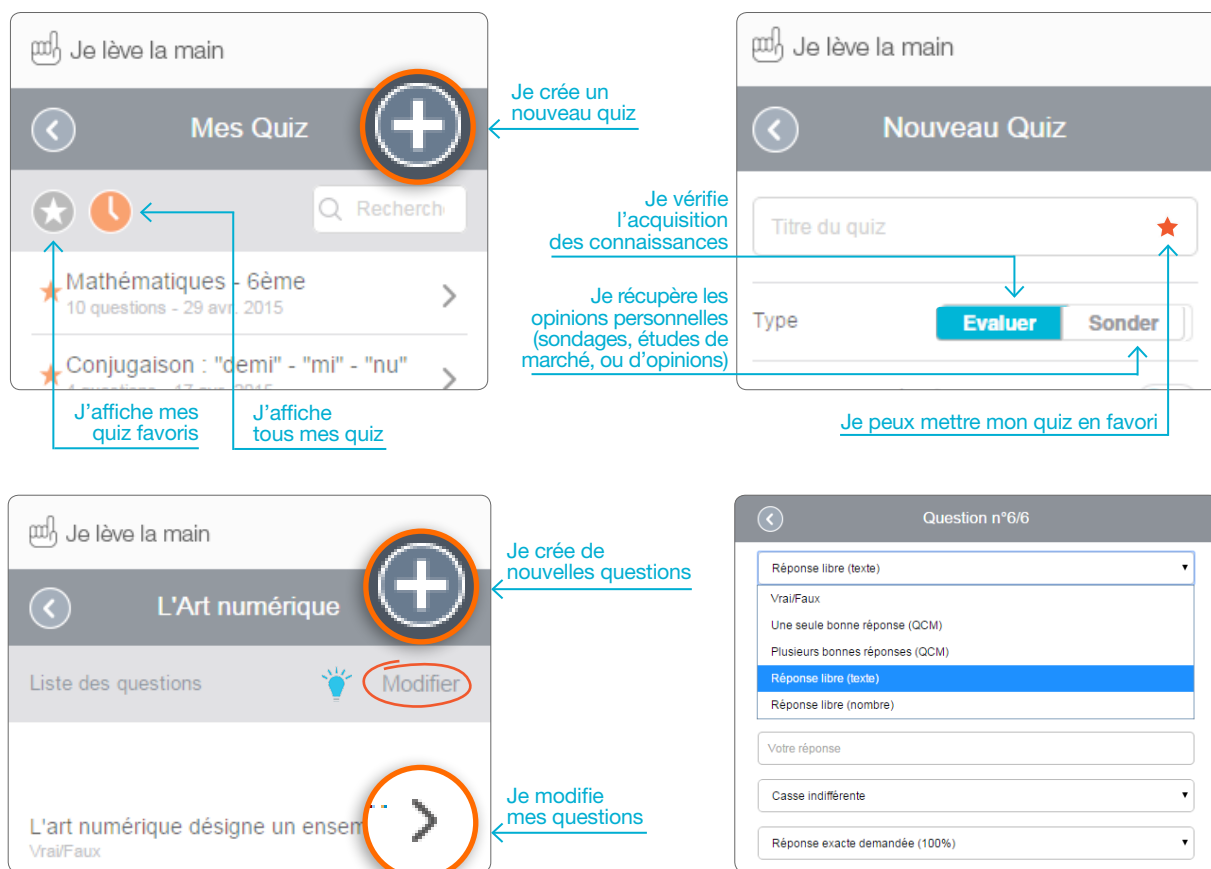 Je lève la main
Mes Quiz
Je crée un
nouveau quiz
Recherch
Mathématiques - 6ème
10 questions - 29 avr. 2015
Conjugaison : "demi" - "mi" - "nu"
J'affiche mes
quiz favoris
J'affiche
tous mes quiz
Je lève la main
Nouveau Quiz
Je vérifie
l'acquisition
des connaissances
Titre du quiz
Je récupère les
opinions personnelles
(sondages, études de
marché, ou d'opinions)
Type
Evaluer
Sonder
Je peux mettre mon quiz en favori
Je lève la main
L'Art numérique
Je crée de
nouvelles questions
Liste des questions
Modifier
L'art numérique désigne un ensem
Vrai/Faux
Je modifie
mes questions
Question n°6/6
Réponse libre (texte)
Vrai/Faux
Une seule bonne réponse (QCM)
Plusieurs bonnes réponses (QCM)
Réponse libre (texte)
Réponse libre (nombre)
Votre réponse
Casse indifférente
Réponse exacte demandée (100%)